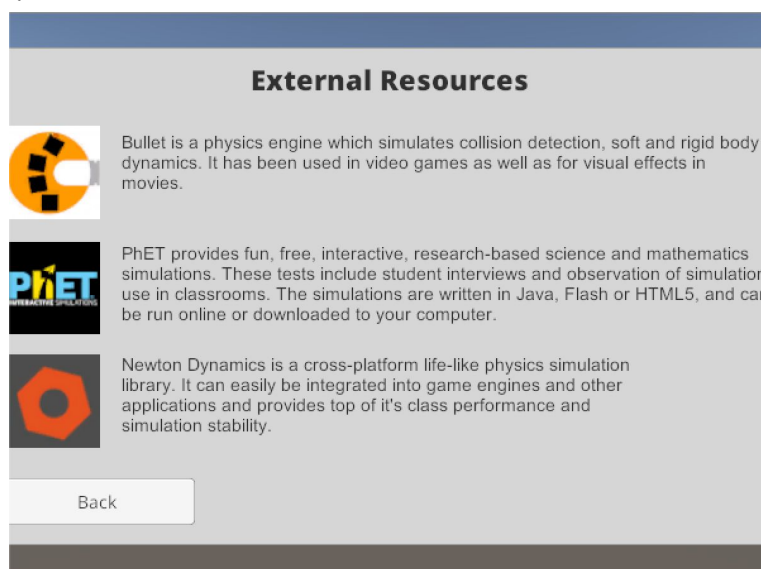 External Resources
Bullet is a physics engine which simulates collision detection, soft and rigid body
dynamics. It has been used in video games as well as for visual effects in
movies.
PhET
INTERACTIVE SIMULATIONS
PhET provides fun, free, interactive, research-based science and mathematics
simulations. These tests include student interviews and observation of simulation
use in classrooms. The simulations are written in Java, Flash or HTML5, and can
be run online or downloaded to your computer.
Newton Dynamics is a cross-platform life-like physics simulation
library. It can easily be integrated into game engines and other
applications and provides top of it's class performance and
simulation stability.
Back